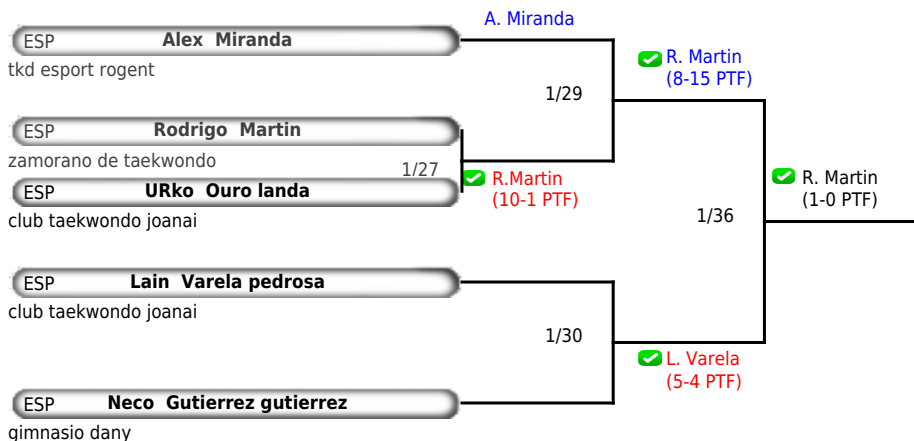 A. Miranda
ESP Alex Miranda
tkd esport rogent
R. Martin
(8-15 PTF)
1/29
ESP Rodrigo Martin
zamorano de taekwondo
1/27
R.Martin
(10-1 PTF)
ESP URko Ouro landa
club taekwondo joanai
R. Martin
(1-0 PTF)
1/36
ESP Lain Varela pedrosa
club taekwondo joanai
1/30
L. Varela
(5-4 PTF)
ESP Neco Gutierrez gutierrez
gimnasio dany